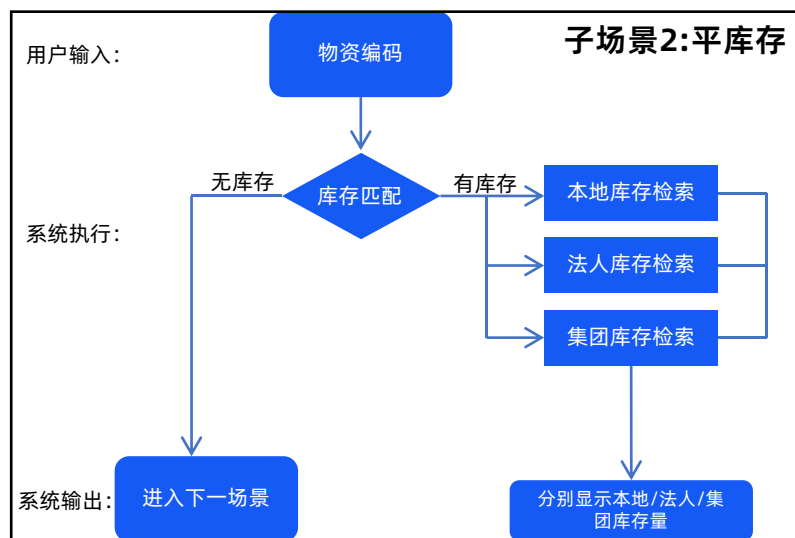 子场景2:平库存
用户输入：
物资编码
无库存
库存匹配
有库存
本地库存检索
系统执行：
法人库存检索
集团库存检索
系统输出：
进入下一场景
分别显示本地/法人/集
团库存量